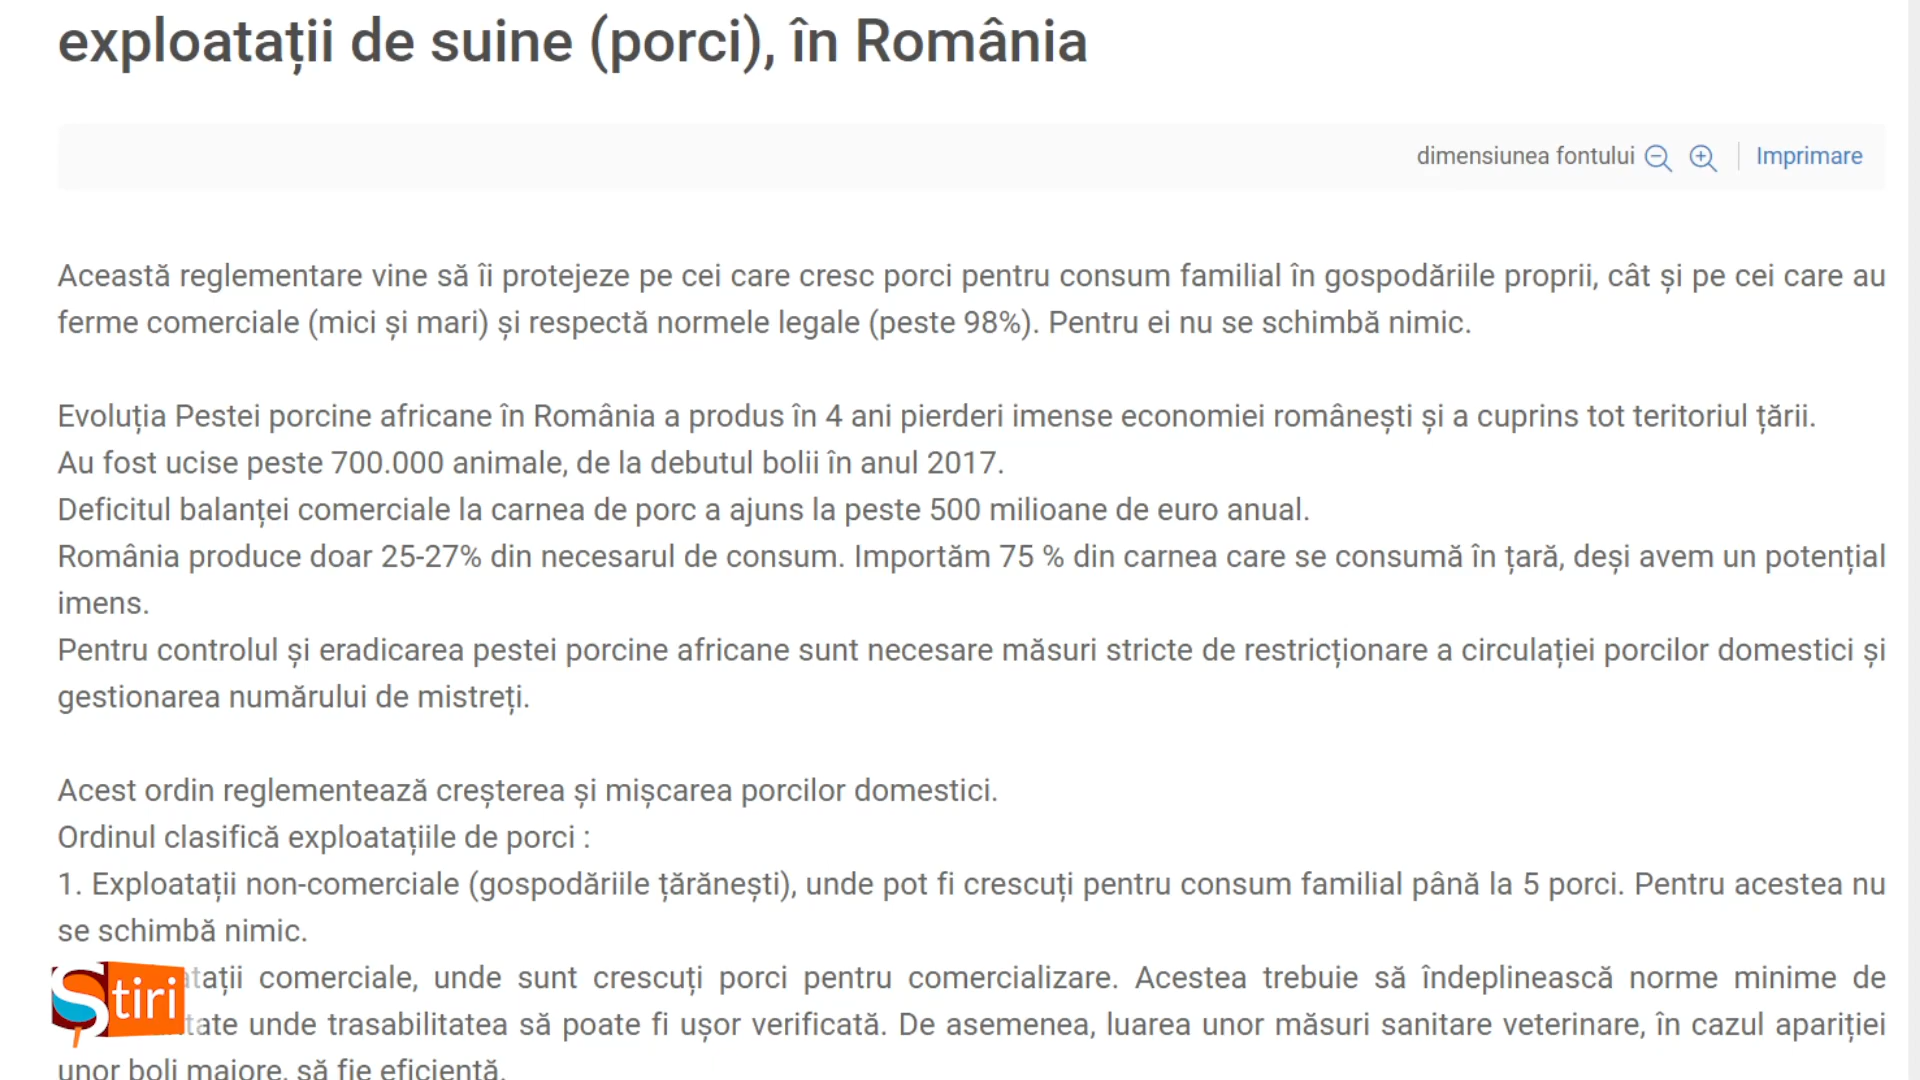 exploatații de suine (porci), în România
dimensiunea fontului
Imprimare
Această reglementare vine să îi protejeze pe cei care cresc porci pentru consum familial în gospodăriile proprii, cât și pe cei care au
ferme comerciale (mici și mari) și respectă normele legale (peste 98%). Pentru ei nu se schimbă nimic.
Evoluția Pestei porcine africane în România a produs în 4 ani pierderi imense economiei românești și a cuprins tot teritoriul țării.
Au fost ucise peste 700.000 animale, de la debutul bolii în anul 2017.
Deficitul balanței comerciale la carnea de porc a ajuns la peste 500 milioane de euro anual.
România produce doar 25-27% din necesarul de consum. Importăm 75 % din carnea care se consumă în țară, deși avem un potențial
imens.
Pentru controlul și eradicarea pestei porcine africane sunt necesare măsuri stricte de restricționare a circulației porcilor domestici și
gestionarea numărului de mistreți.
Acest ordin reglementează creșterea și mișcarea porcilor domestici.
Ordinul clasifică exploatațiile de porci :
1. Exploatații non-comerciale (gospodăriile țărănești), unde pot fi crescuți pentru consum familial până la 5 porci. Pentru acestea nu
se schimbă nimic.
comerciale, unde sunt crescuți porci pentru comercializare. Acestea trebuie să îndeplinească norme minime de
unde trasabilitatea să poate fi ușor verificată. De asemenea, luarea unor măsuri sanitare veterinare, în cazul apariției
unor boli majore, să fie eficientă.
Știri